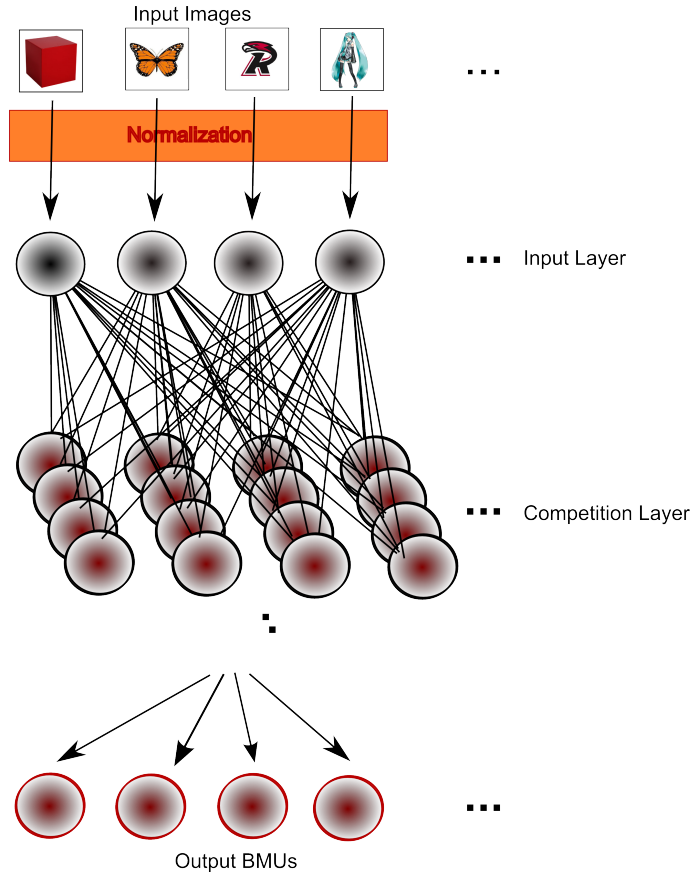 Input Images
Normalization
Input Layer
Competition Layer
Output BMUs